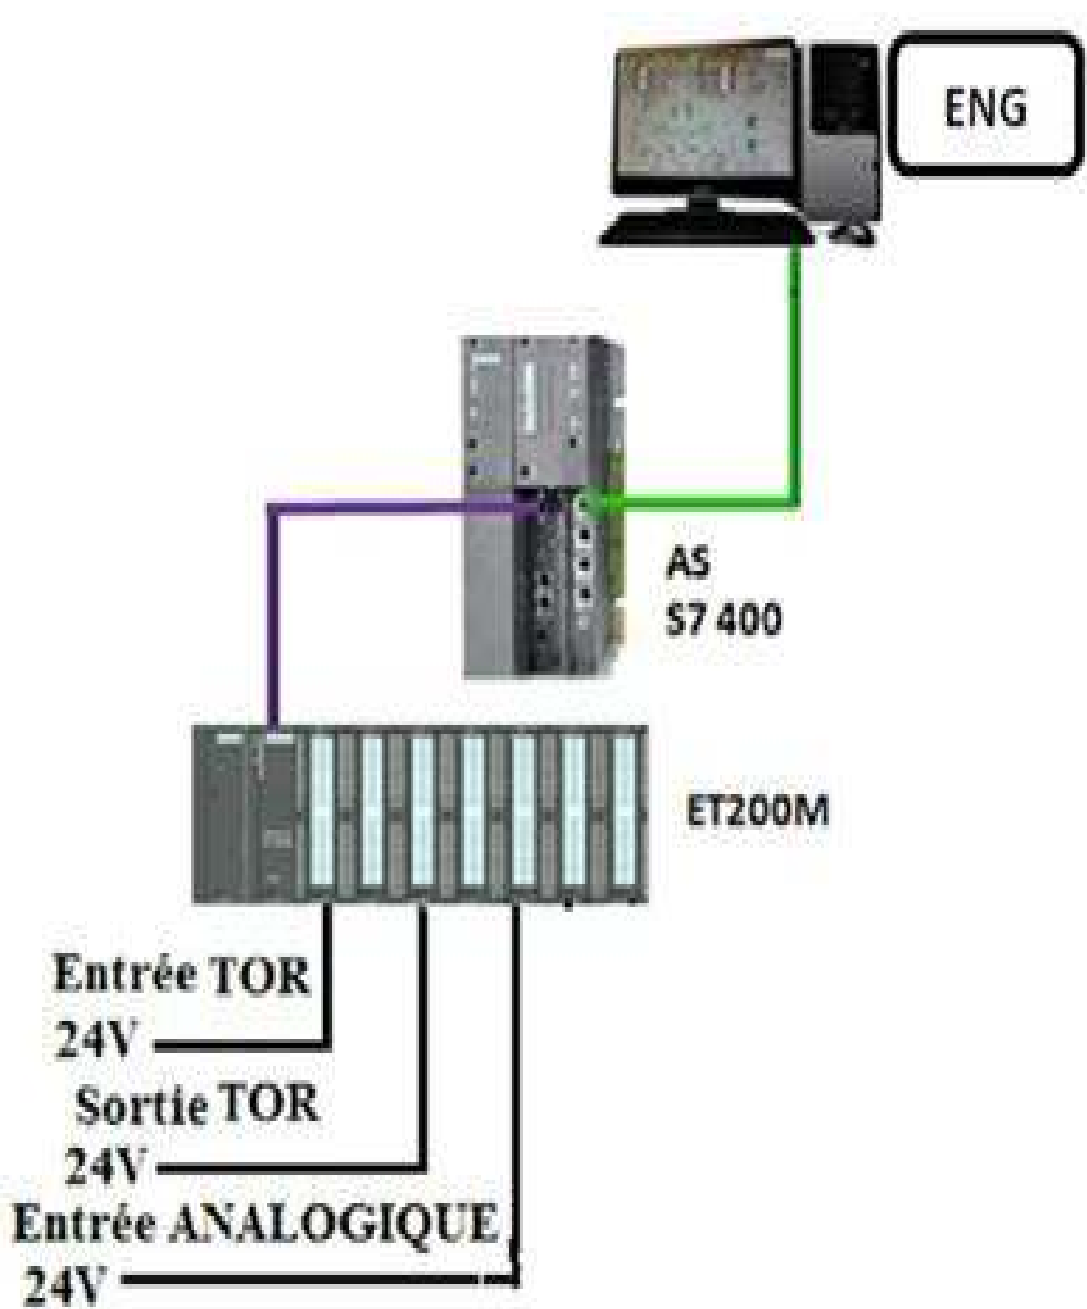 ENG
AS
S7 400
ET200M
Entrée TOR
24V
Sortie TOR
24V
Entrée ANALOGIQUE
24V